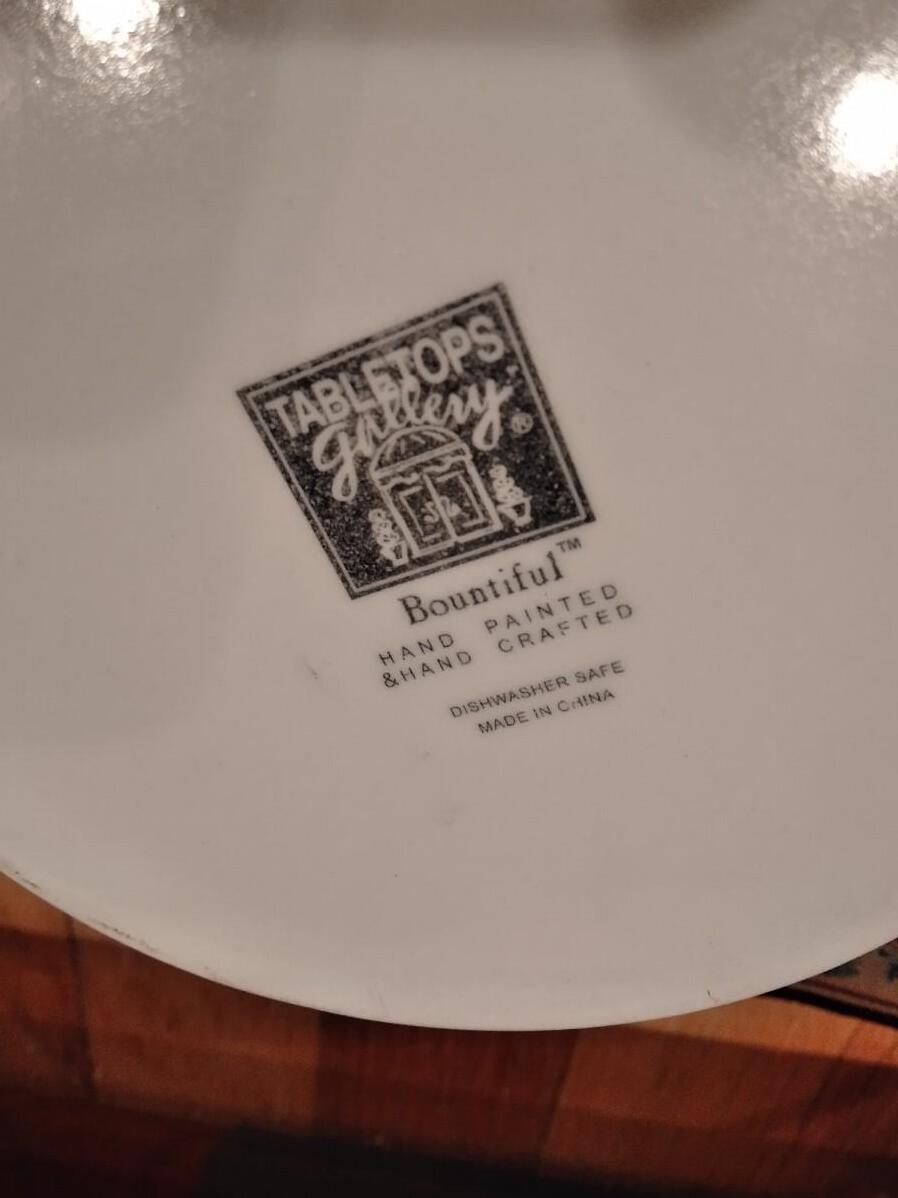 TABLETOPS
gallery®
Bountiful™
HAND PAINTED
&HAND CRAFTED
DISHWASHER SAFE
MADE IN CHINA